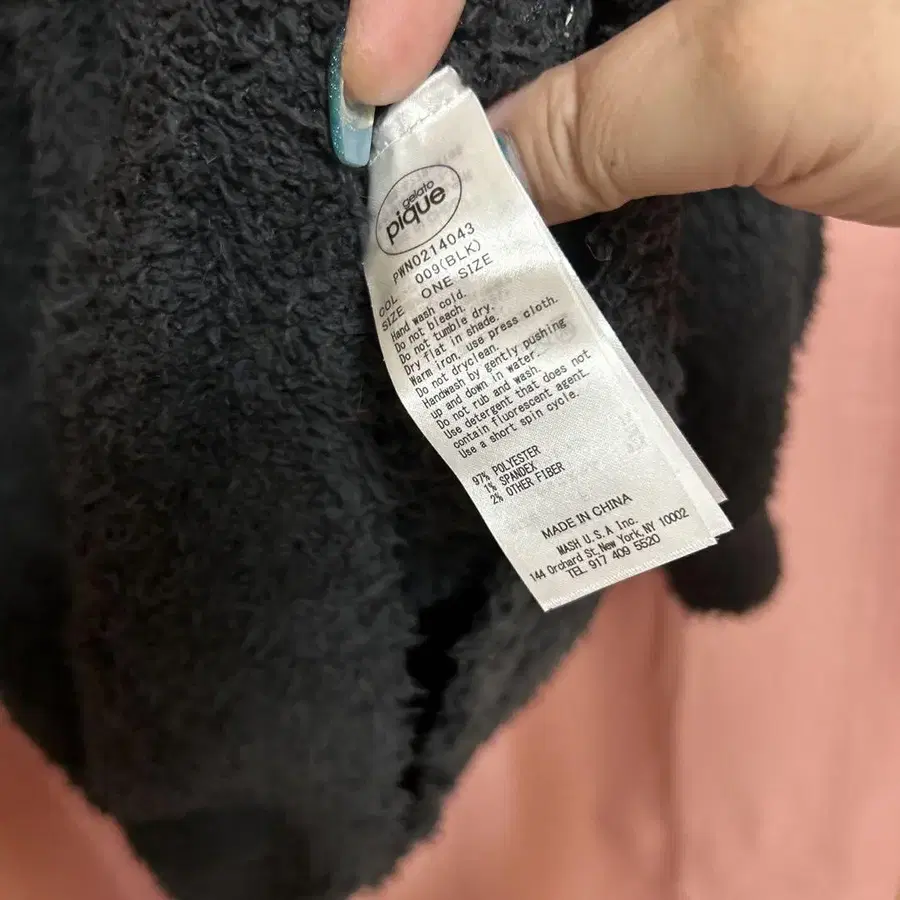 gelato
pique
PWNO214043
COL 009(BLK)
SIZE ONE SIZE
Hand wash cold.
Do not bleach.
Do not tumble dry.
Dry flat in shade.
Warm iron, use press cloth.
Do not dryclean.
Handwash by gently pushing
up and down in water.
Do not rub and wash.
Use detergent that does not
contain fluorescent agent.
Use a short spin cycle.
97% POLYESTER
1% SPANDEX
2% OTHER FIBER
MADE IN CHINA
MASH U.S.A Inc.
144 Orchard St,New York,NY 10002
TEL 917 409 5520